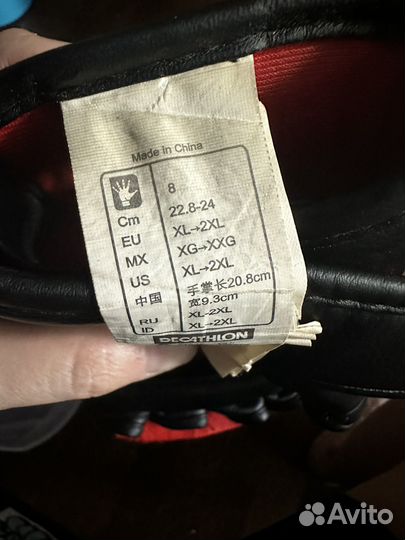 Made in China
8
Cm 22.8-24
EU XL→2XL
MX XG→XXG
US XL→2XL
中国 手掌长20.8cm
宽9.3cm
RU XL-2XL
ID XL→2XL
DECATHLON
Avito